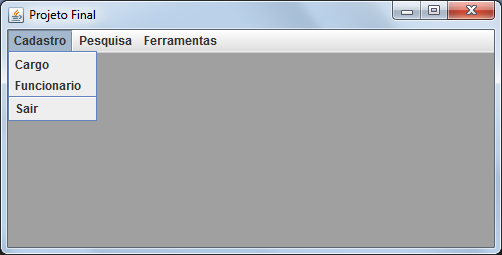 Projeto Final
Cadastro Pesquisa Ferramentas
Cargo
Funcionario
Sair